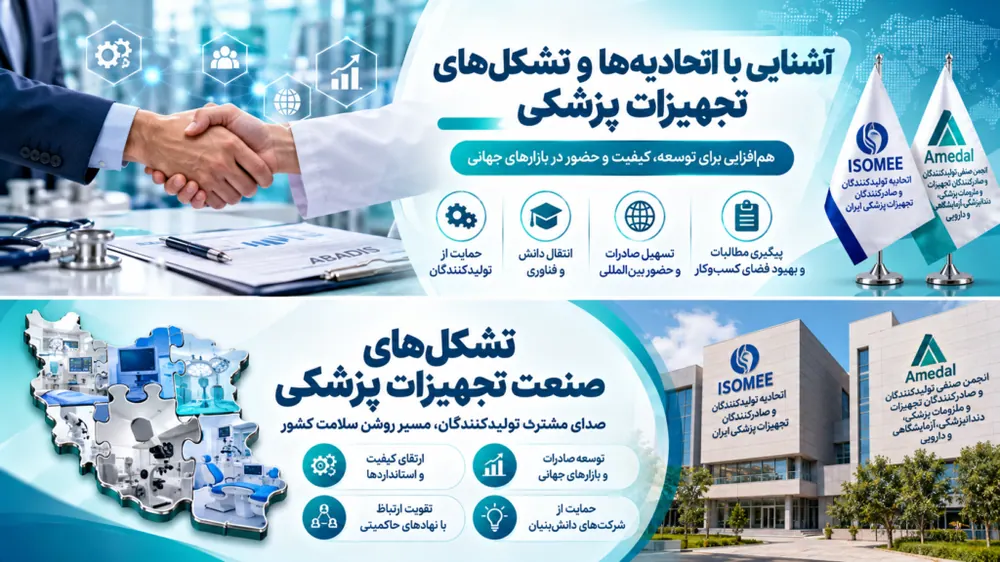 آشنایی با اتحادیه‌ها و تشکل‌های
تجهیزات پزشکی
هم‌افزایی برای توسعه، کیفیت و حضور در بازارهای جهانی
پیگیری مطالبات
و بهبود فضای کسب‌وکار
تسهیل صادرات
و حضور بین‌المللی
انتقال دانش
و فناوری
حمایت از
تولیدکنندگان
ISOMEE
اتحادیه تولیدکنندگان
و صادرکنندگان
تجهیزات پزشکی ایران
Amedal
انجمن صنفی تولیدکنندگان
و صادرکنندگان تجهیزات
و ملزومات پزشکی،
دندانپزشکی، آزمایشگاهی
و دارویی
ABADIS
تشکل‌های
صنعت تجهیزات پزشکی
صدای مشترک تولیدکنندگان، مسیر روشن سلامت کشور
توسعه صادرات
و بازارهای جهانی
ارتقای کیفیت
و استانداردها
حمایت از
شرکت‌های دانش‌بنیان
تقویت ارتباط
با نهادهای حاکمیتی
ISOMEE
اتحادیه تولیدکنندگان
و صادرکنندگان
تجهیزات پزشکی ایران
Amedal
انجمن صنفی تولیدکنندگان
و صادرکنندگان تجهیزات
و ملزومات پزشکی،
دندانپزشکی، آزمایشگاهی
و دارویی